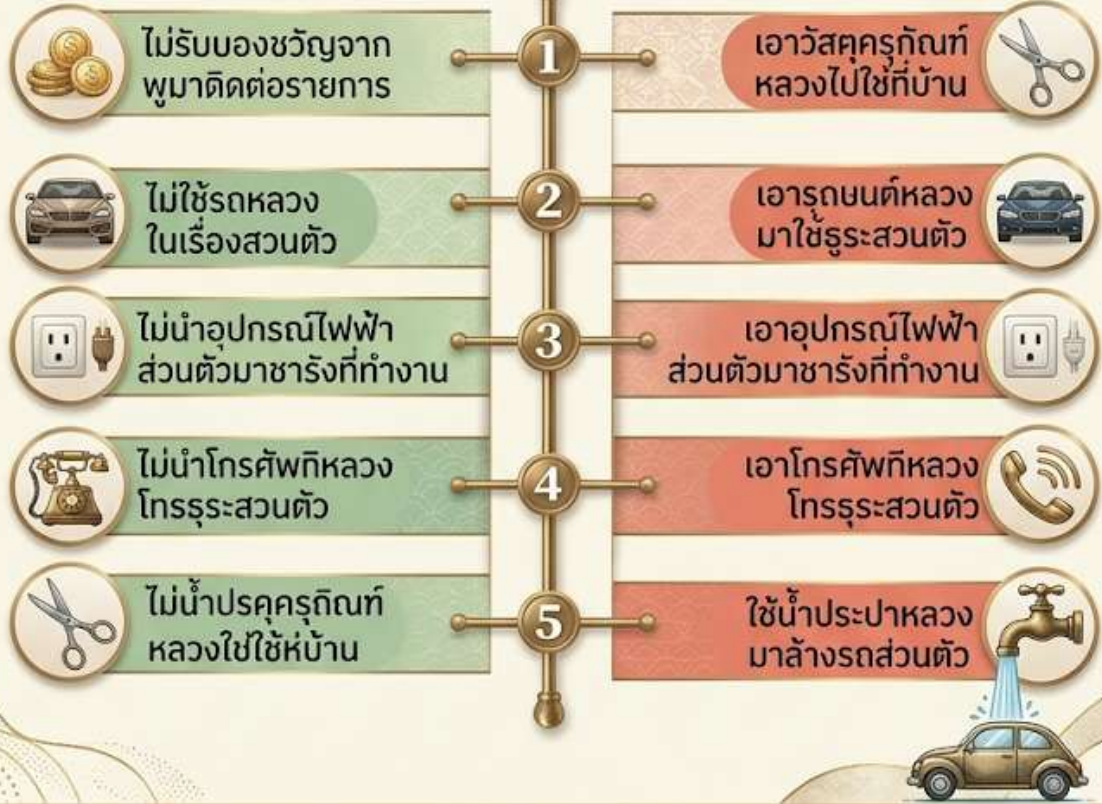 ไม่รับบองชวัญจาก
พูมาดิดต่อรายการ
1
เอาวัสตุครุกัณฑ์
หลวงไปใช้ที่บ้าน
ไม่ใช้รถหลวง
ในเรื่องสวนตัว
2
เอารุถษนต์หลวง
มาใช้ธูระสวนตัว
ไม่นำอุปกรณ์ไฟฟ้า
ส่วนตัวมาชารังที่ทำงาน
3
เอาอุปกรณ์ไฟฟ้า
ส่วนตัวมาชารังที่ทำงาน
ไม่นำโกรศัพทิหลวง
โทรธุระสวนตัว
4
เอาโกรศัพทีหลวง
โทรธุระสวนตัว
ไม่น้ำปรคุครุถิณฑ์
หลวงใช่ใช้ห่บ้าน
5
ใช้น้ำประปาหลวง
มาล้างรถส่วนตัว